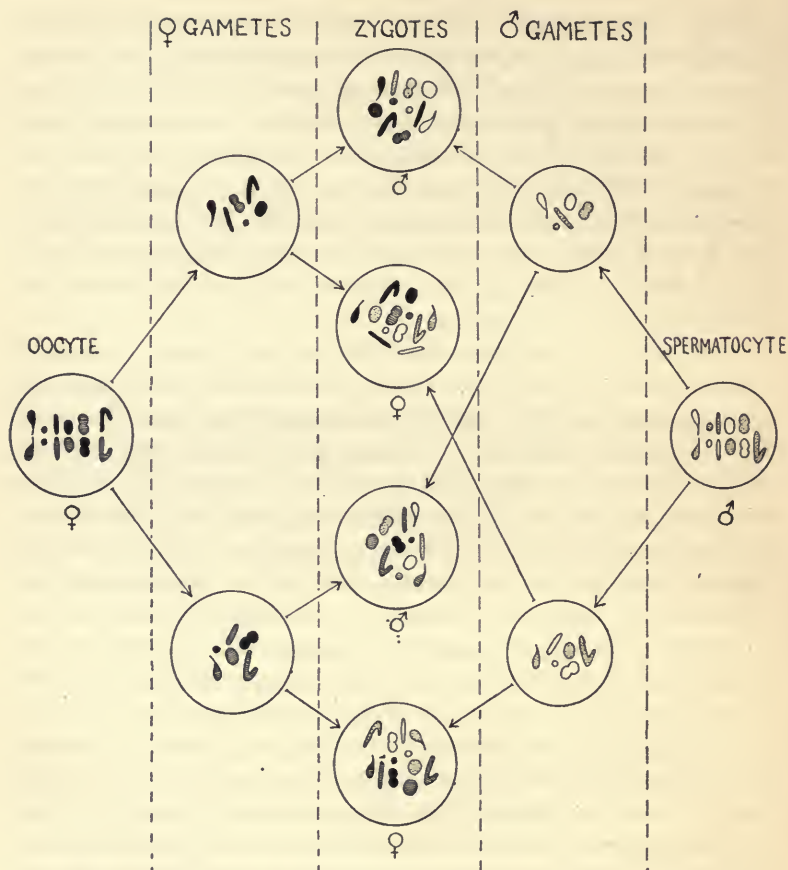 ♀ GAMETES ZYGOTES ♂ GAMETES
♂
♀
OOCYTE SPERMATOCYTE
♀ ♂
♂
♀